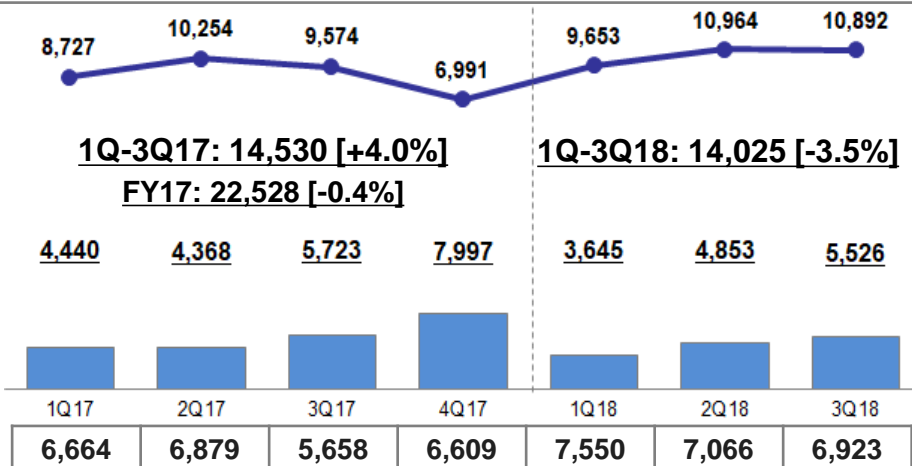 8,727 10,254 9,574 6,991 9,653 10,964 10,892
1Q-3Q17: 14,530 [+4.0%] 1Q-3Q18: 14,025 [-3.5%]
FY17: 22,528 [-0.4%]
4,440 4,368 5,723 7,997 3,645 4,853 5,526
1Q17 2Q17 3Q17 4Q17 1Q18 2Q18 3Q18
6,664 6,879 5,658 6,609 7,550 7,066 6,923